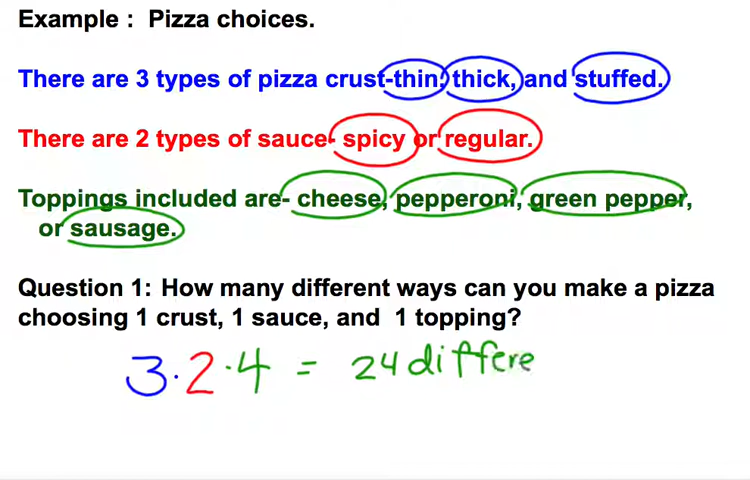 Example : Pizza choices.
There are 3 types of pizza crust-thin, thick, and stuffed.
There are 2 types of sauce- spicy or regular.
Toppings included are- cheese, pepperoni, green pepper,
or sausage.
Question 1: How many different ways can you make a pizza
choosing 1 crust, 1 sauce, and 1 topping?
3 · 2 · 4 = 24 differe